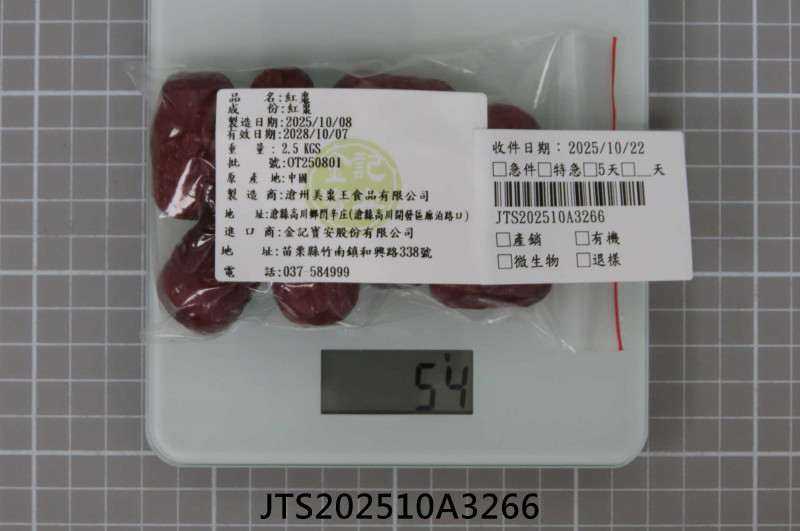 品　　名:紅棗
成　　份:紅棗
製造日期:2025/10/08
有效日期:2028/10/07
重　　量:2.5 KGS
批　　號:OT250801
原 產 地:中國
製 造 商:滄州美棗王食品有限公司
地　　址:滄縣高川鄉閆辛庄(滄縣高川開發區廊泊路口)
進 口 商:金記寶安股份有限公司
地　　址:苗栗縣竹南鎮和興路338號
電　　話:037-584999
收件日期：2025/10/22
□急件□特急□5天□__天
JTS202510A3266
□產銷 □有機
□微生物 □退樣
54
JTS202510A3266